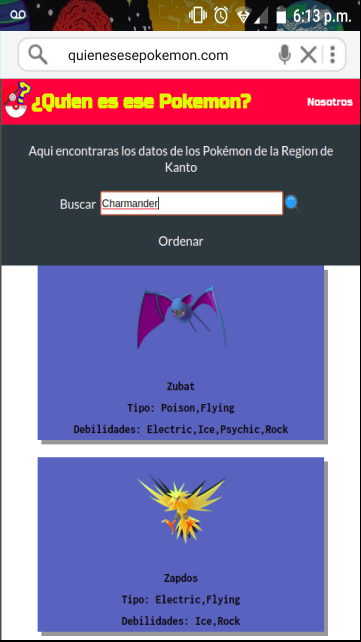 6:13 p.m.
quienesesepokemon.com
¿Quien es ese Pokemon?
Nosotros
Aqui encontraras los datos de los Pokémon de la Region de
Kanto
Buscar Charmander
Ordenar
Zubat
Tipo: Poison,Flying
Debilidades: Electric,Ice,Psychic,Rock
Zapdos
Tipo: Electric,Flying
Debilidades: Ice,Rock